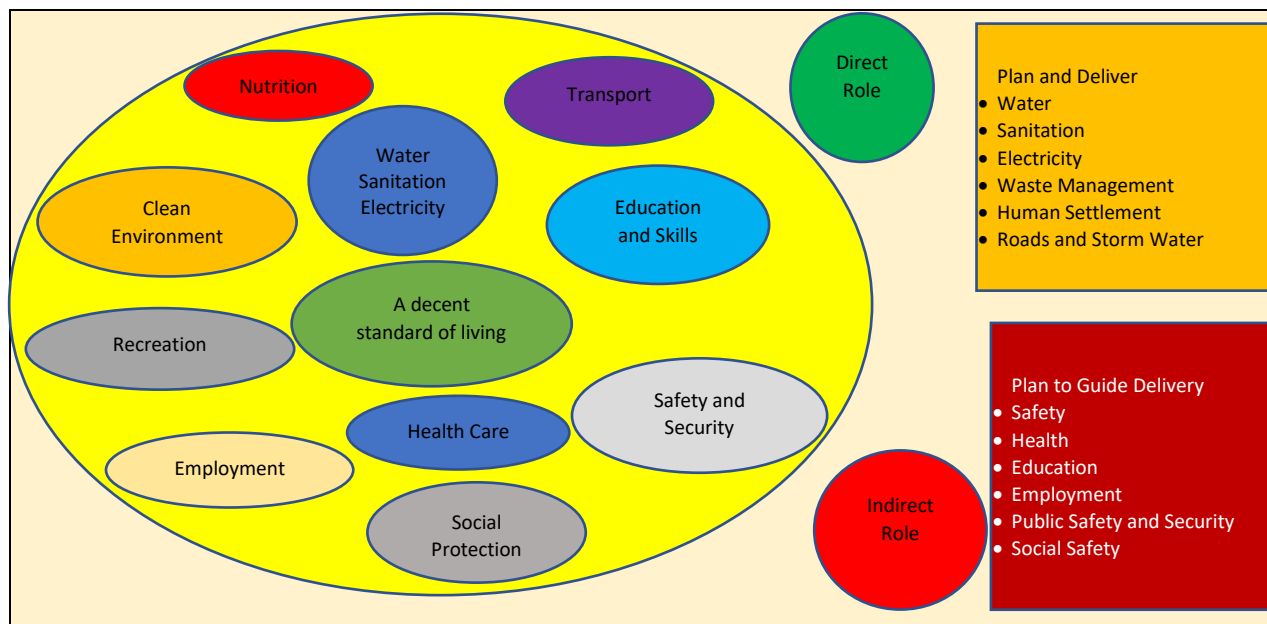 Nutrition
Transport
Water
Sanitation
Electricity
Clean
Environment
Education
and Skills
A decent
standard of living
Recreation
Safety and
Security
Health Care
Employment
Social
Protection
Direct
Role
Plan and Deliver
• Water
• Sanitation
• Electricity
• Waste Management
• Human Settlement
• Roads and Storm Water
Indirect
Role
Plan to Guide Delivery
• Safety
• Health
• Education
• Employment
• Public Safety and Security
• Social Safety